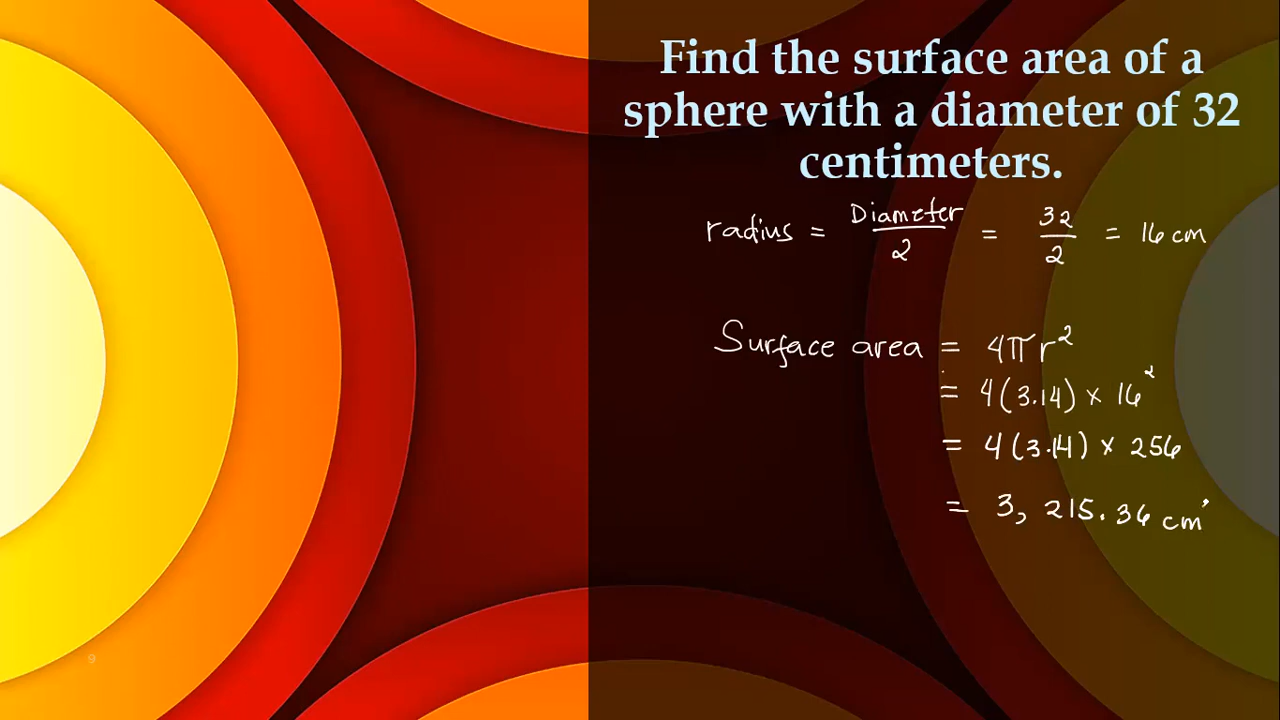 Find the surface area of a
sphere with a diameter of 32
centimeters.
radius = Diameter/2 = 32/2 = 16 cm
Surface area = 4πr²
= 4(3.14) × 16²
= 4(3.14) × 256
= 3,215.36 cm²
9